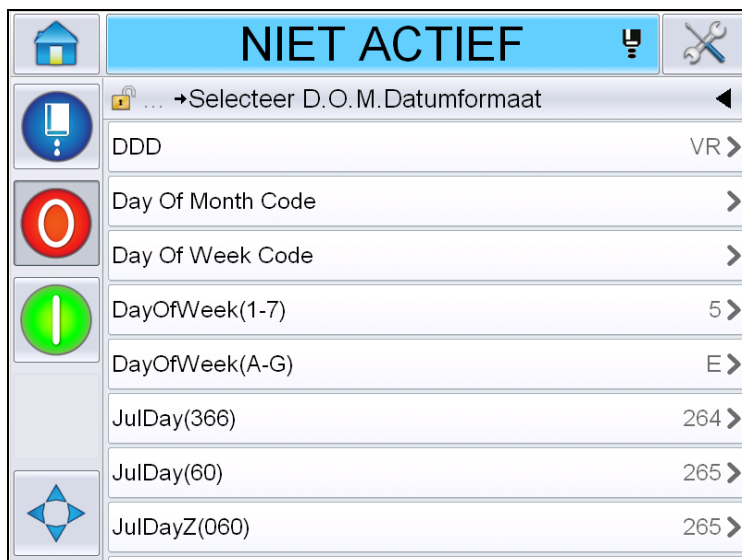 NIET ACTIEF
... →Selecteer D.O.M.Datumformaat
DDD VR
Day Of Month Code
Day Of Week Code
DayOfWeek(1-7) 5
DayOfWeek(A-G) E
JulDay(366) 264
JulDay(60) 265
JulDayZ(060) 265